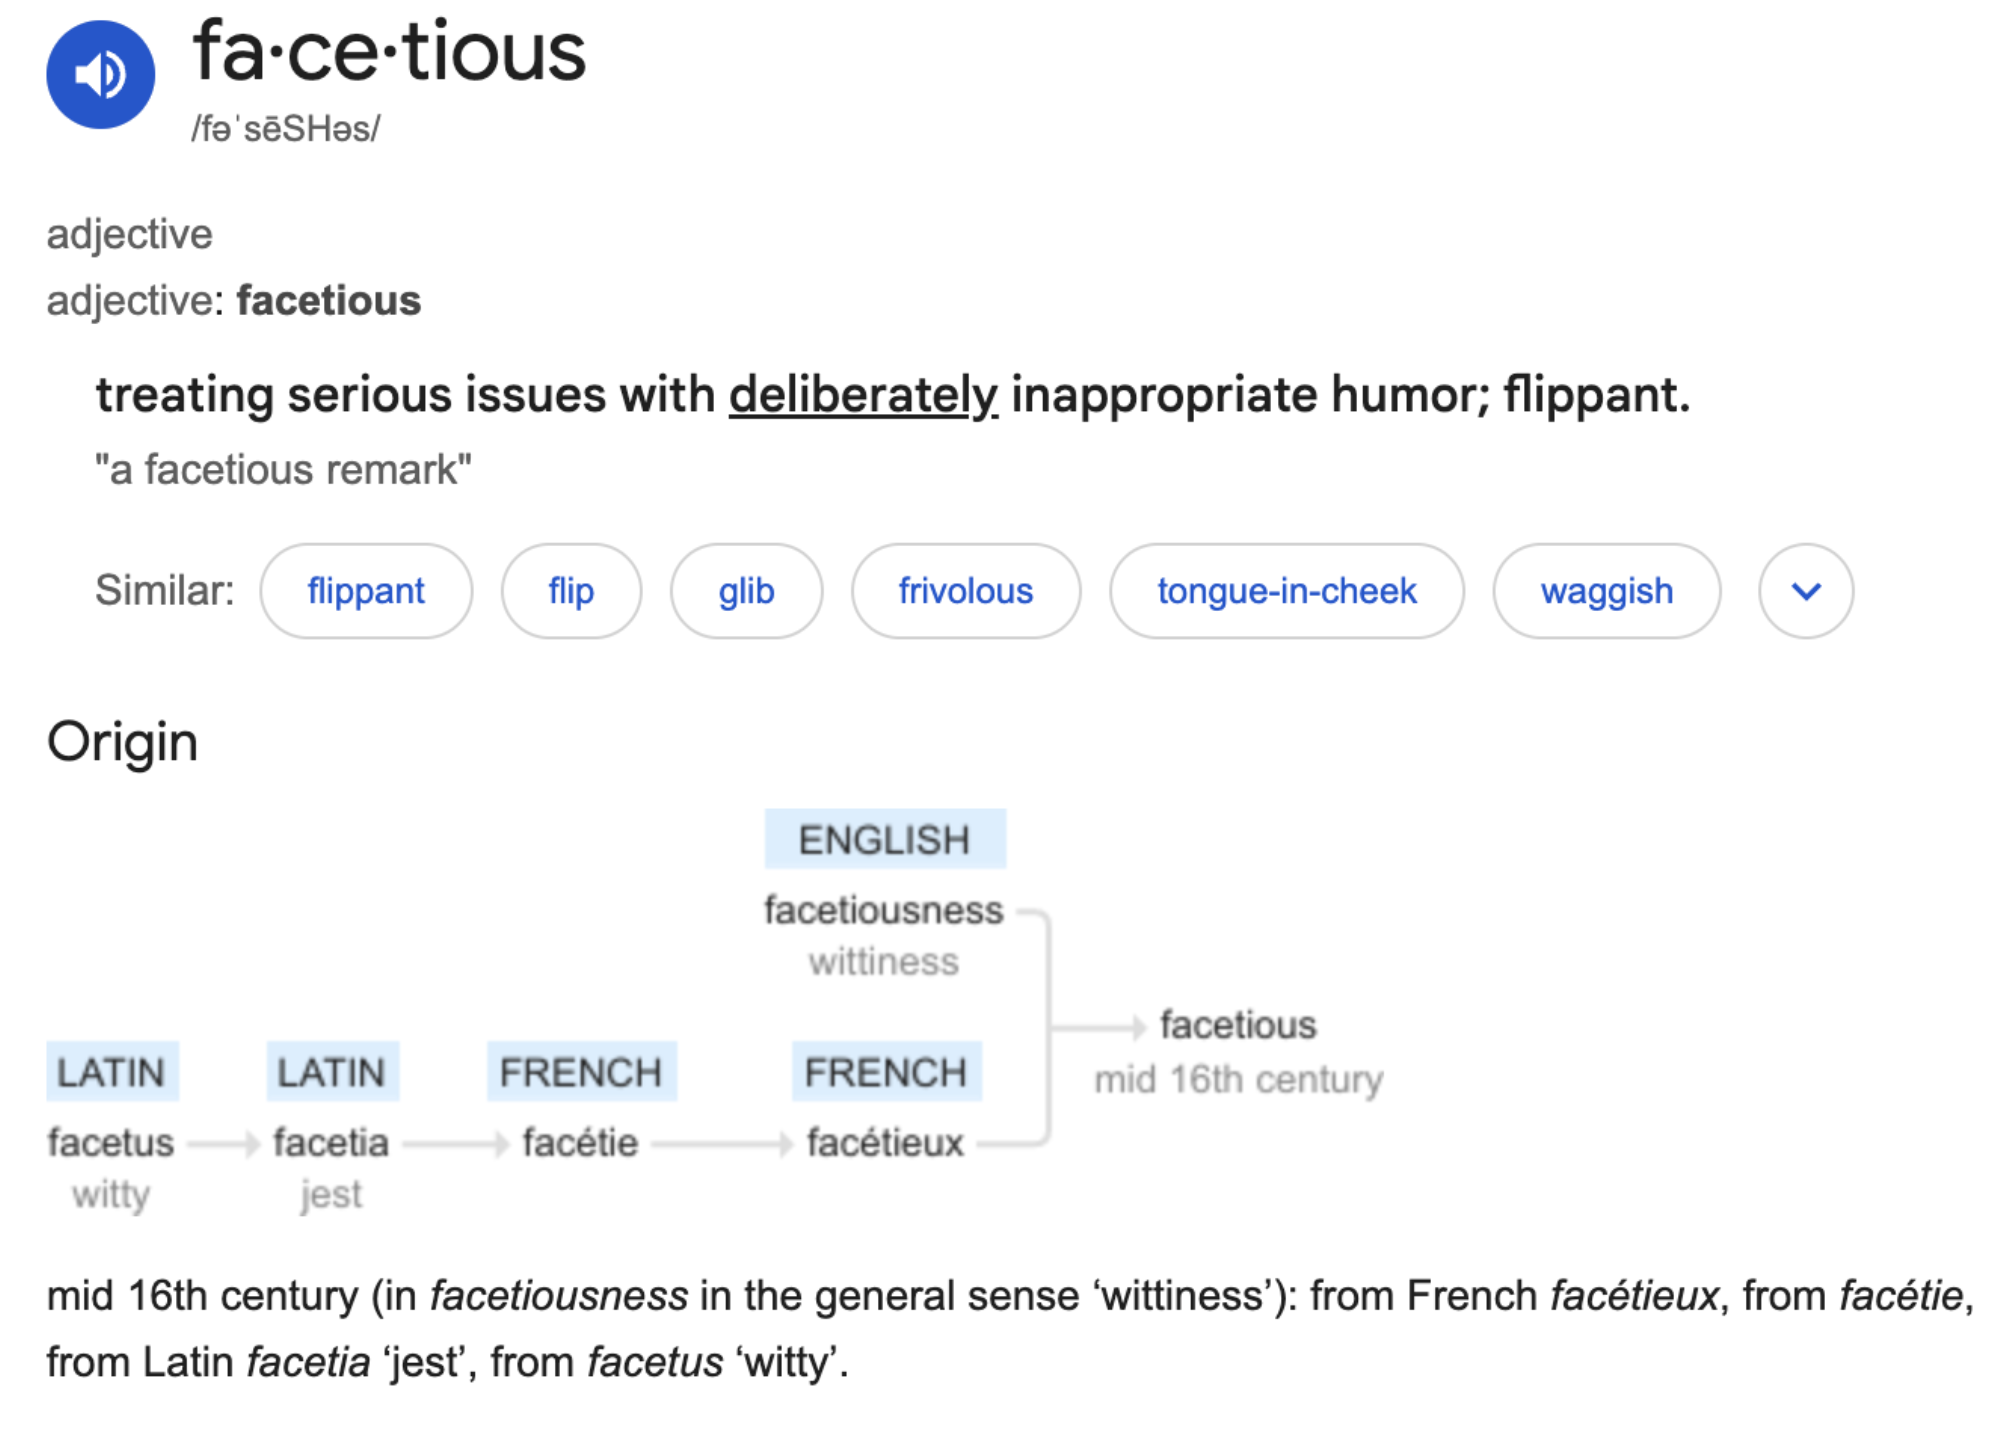 fa·ce·tious
/fəˈsēSHəs/
adjective
adjective: facetious
treating serious issues with deliberately inappropriate humor; flippant.
"a facetious remark"
Similar: flippant flip glib frivolous tongue-in-cheek waggish
Origin
ENGLISH
facetiousness
wittiness
facetious
mid 16th century
LATIN LATIN FRENCH FRENCH
facetus facetia facétie facétieux
witty jest
mid 16th century (in facetiousness in the general sense ‘wittiness’): from French facétieux, from facétie,
from Latin facetia ‘jest’, from facetus ‘witty’.